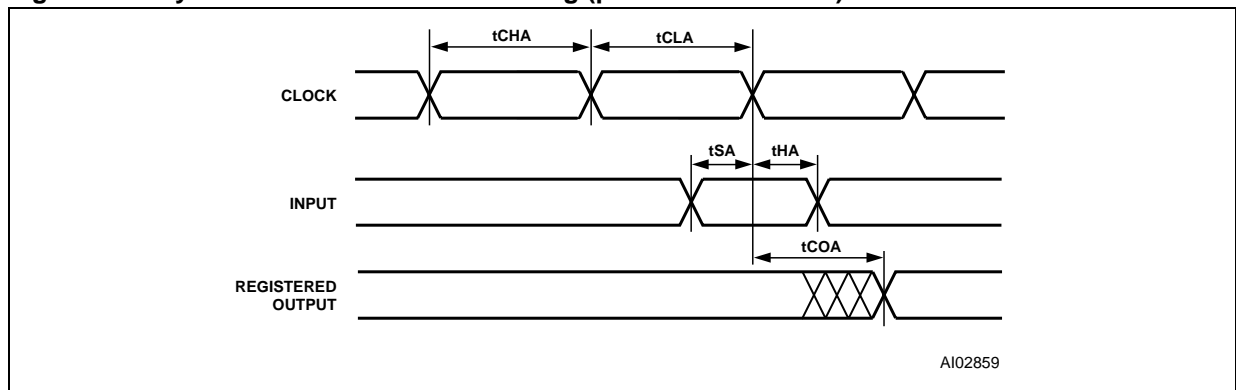 tCHA
tCLA
CLOCK
tSA
tHA
INPUT
tCOA
REGISTERED
OUTPUT
AI02859